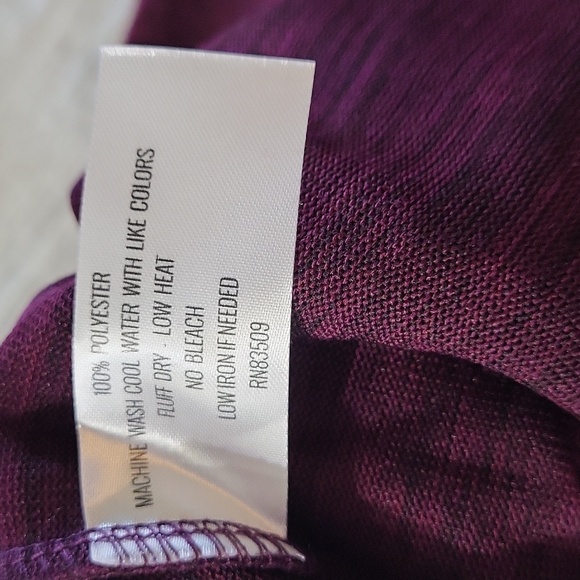 100% POLYESTER
MACHINE WASH COOL WATER WITH LIKE COLORS
FLUFF DRY - LOW HEAT
NO BLEACH
LOW IRON IF NEEDED
RN83509